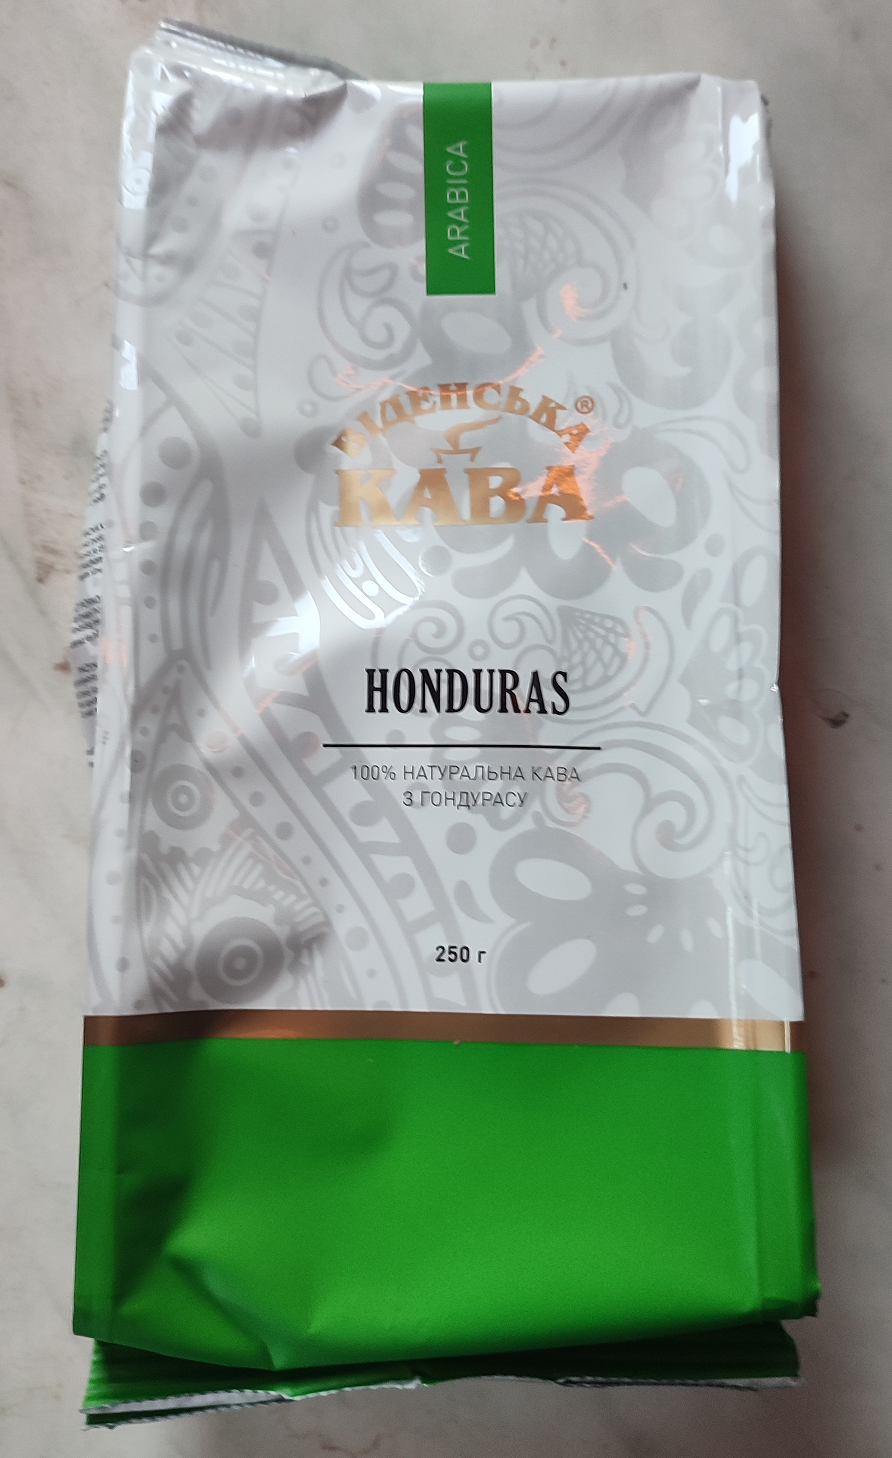 ARABICA
ВІДЕНСЬКА®
КАВА
HONDURAS
100% НАТУРАЛЬНА КАВА
З ГОНДУРАСУ
250 г